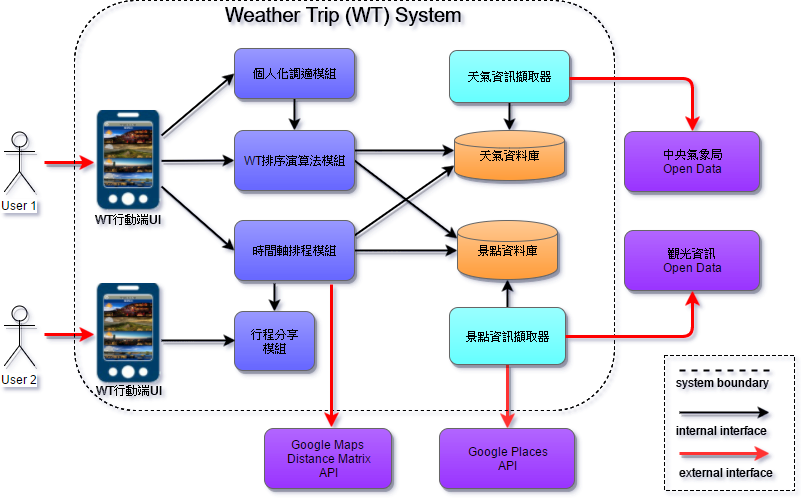 Weather Trip (WT) System
個人化調適模組
天氣資訊擷取器
WT排序演算法模組
天氣資料庫
中央氣象局
Open Data
User 1
WT行動端UI
時間軸排程模組
景點資料庫
觀光資訊
Open Data
行程分享
模組
景點資訊擷取器
User 2
WT行動端UI
system boundary
internal interface
external interface
Google Maps
Distance Matrix
API
Google Places
API